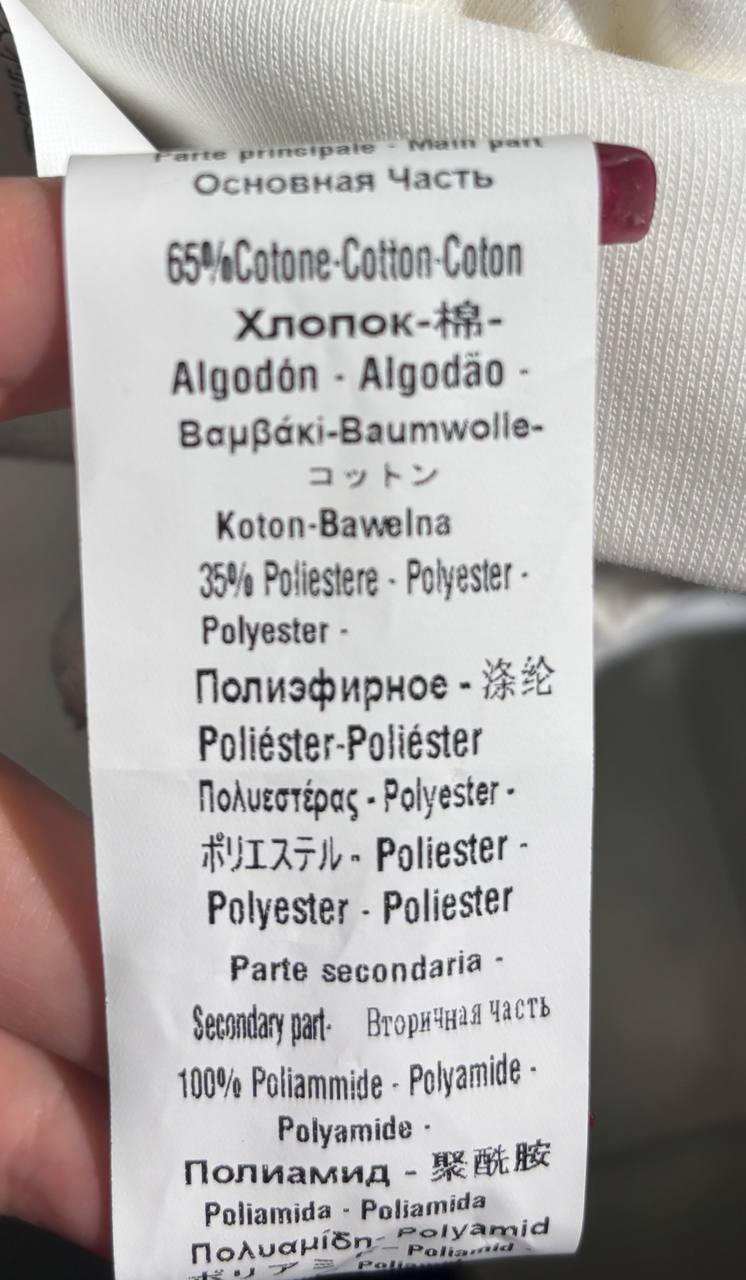 Parte principale - Main part
Основная Часть
65%Cotone-Cotton-Coton
Хлопок-棉-
Algodón - Algodão -
Βαμβάκι-Baumwolle-
コットン
Koton-Bawełna
35% Poliestere - Polyester -
Polyester -
Полиэфирное - 涤纶
Poliéster-Poliéster
Πολυεστέρας - Polyester -
ポリエステル - Poliester -
Polyester - Poliester
Parte secondaria -
Secondary part- Вторичная часть
100% Poliammide - Polyamide -
Polyamide -
Полиамид - 聚酰胺
Poliamida - Poliamida
Πολυαμίδη- Polyamid
Poliamid -